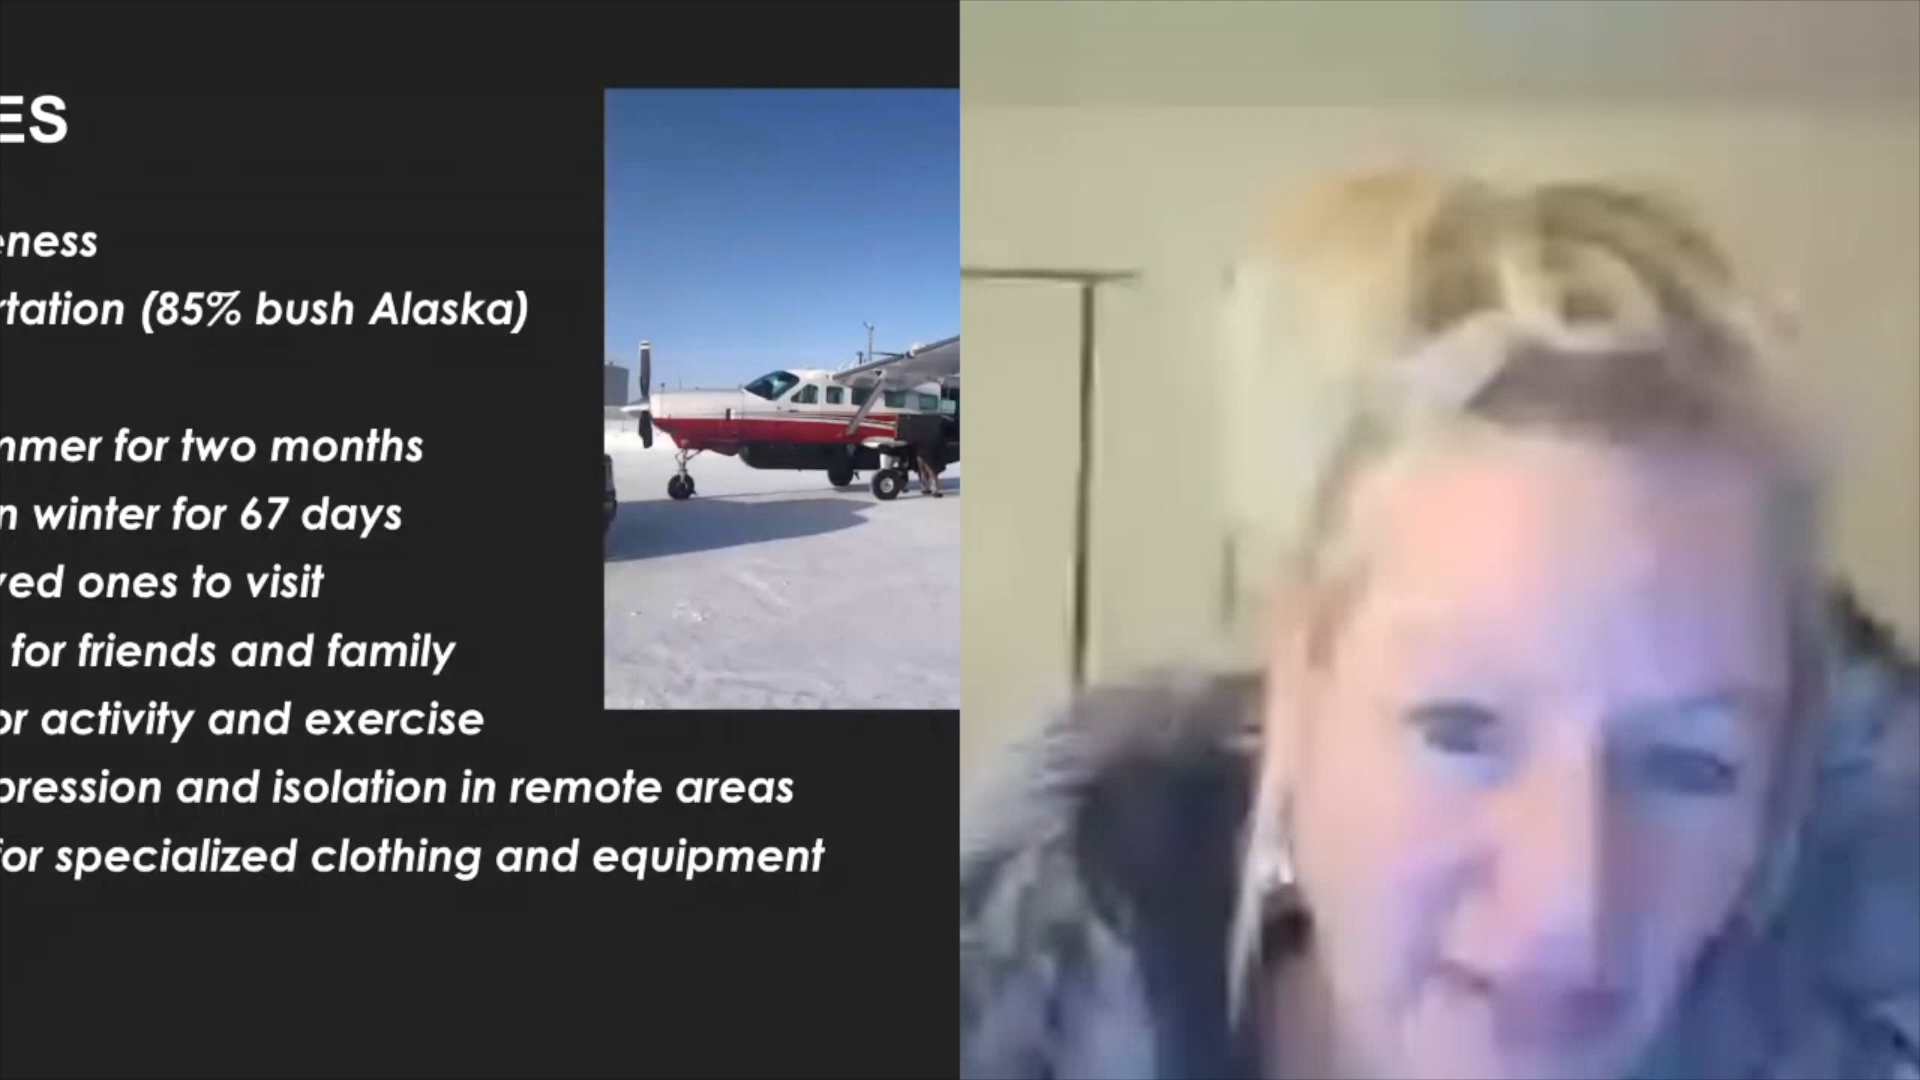 ES
eness
rtation (85% bush Alaska)
nmer for two months
n winter for 67 days
ved ones to visit
for friends and family
or activity and exercise
pression and isolation in remote areas
for specialized clothing and equipment